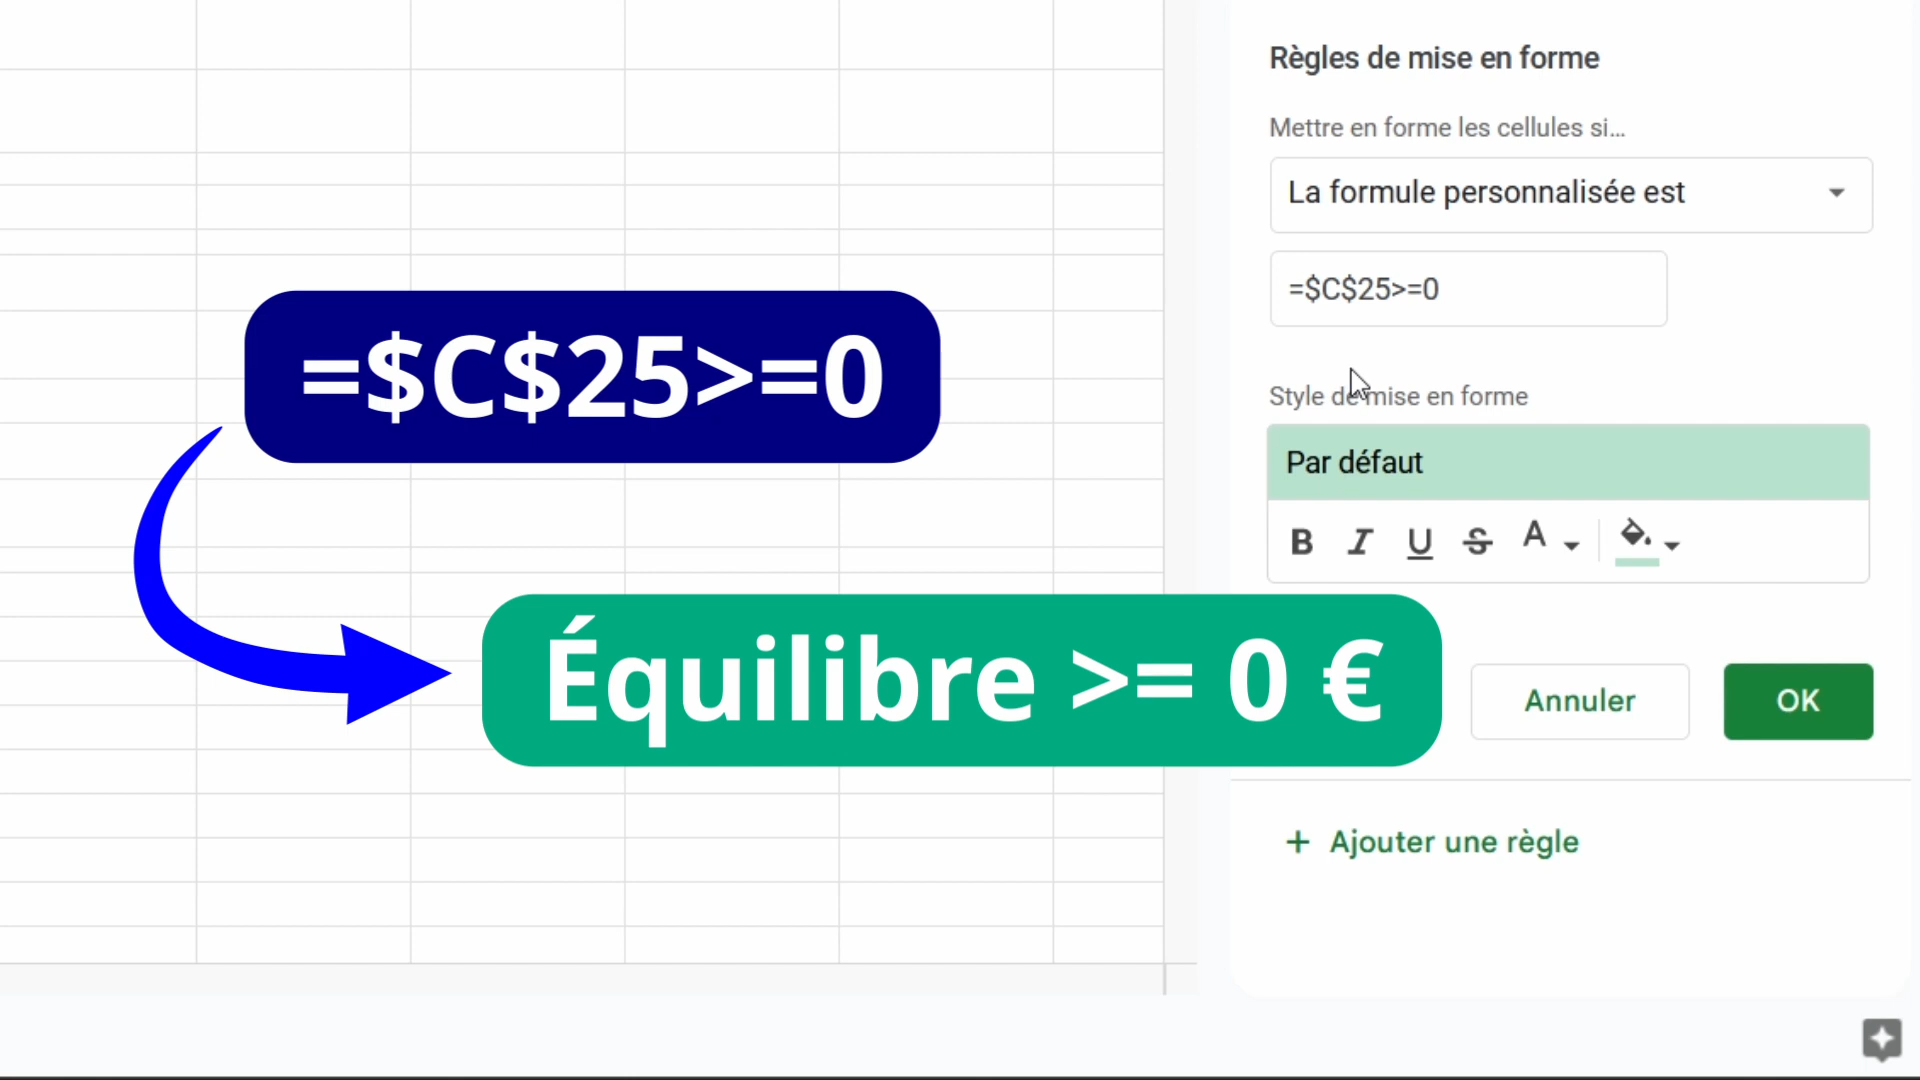 Règles de mise en forme
Mettre en forme les cellules si...
La formule personnalisée est
=$C$25>=0
=$C$25>=0
Style de mise en forme
Par défaut
B I U S A
Équilibre >= 0 €
Annuler OK
+ Ajouter une règle